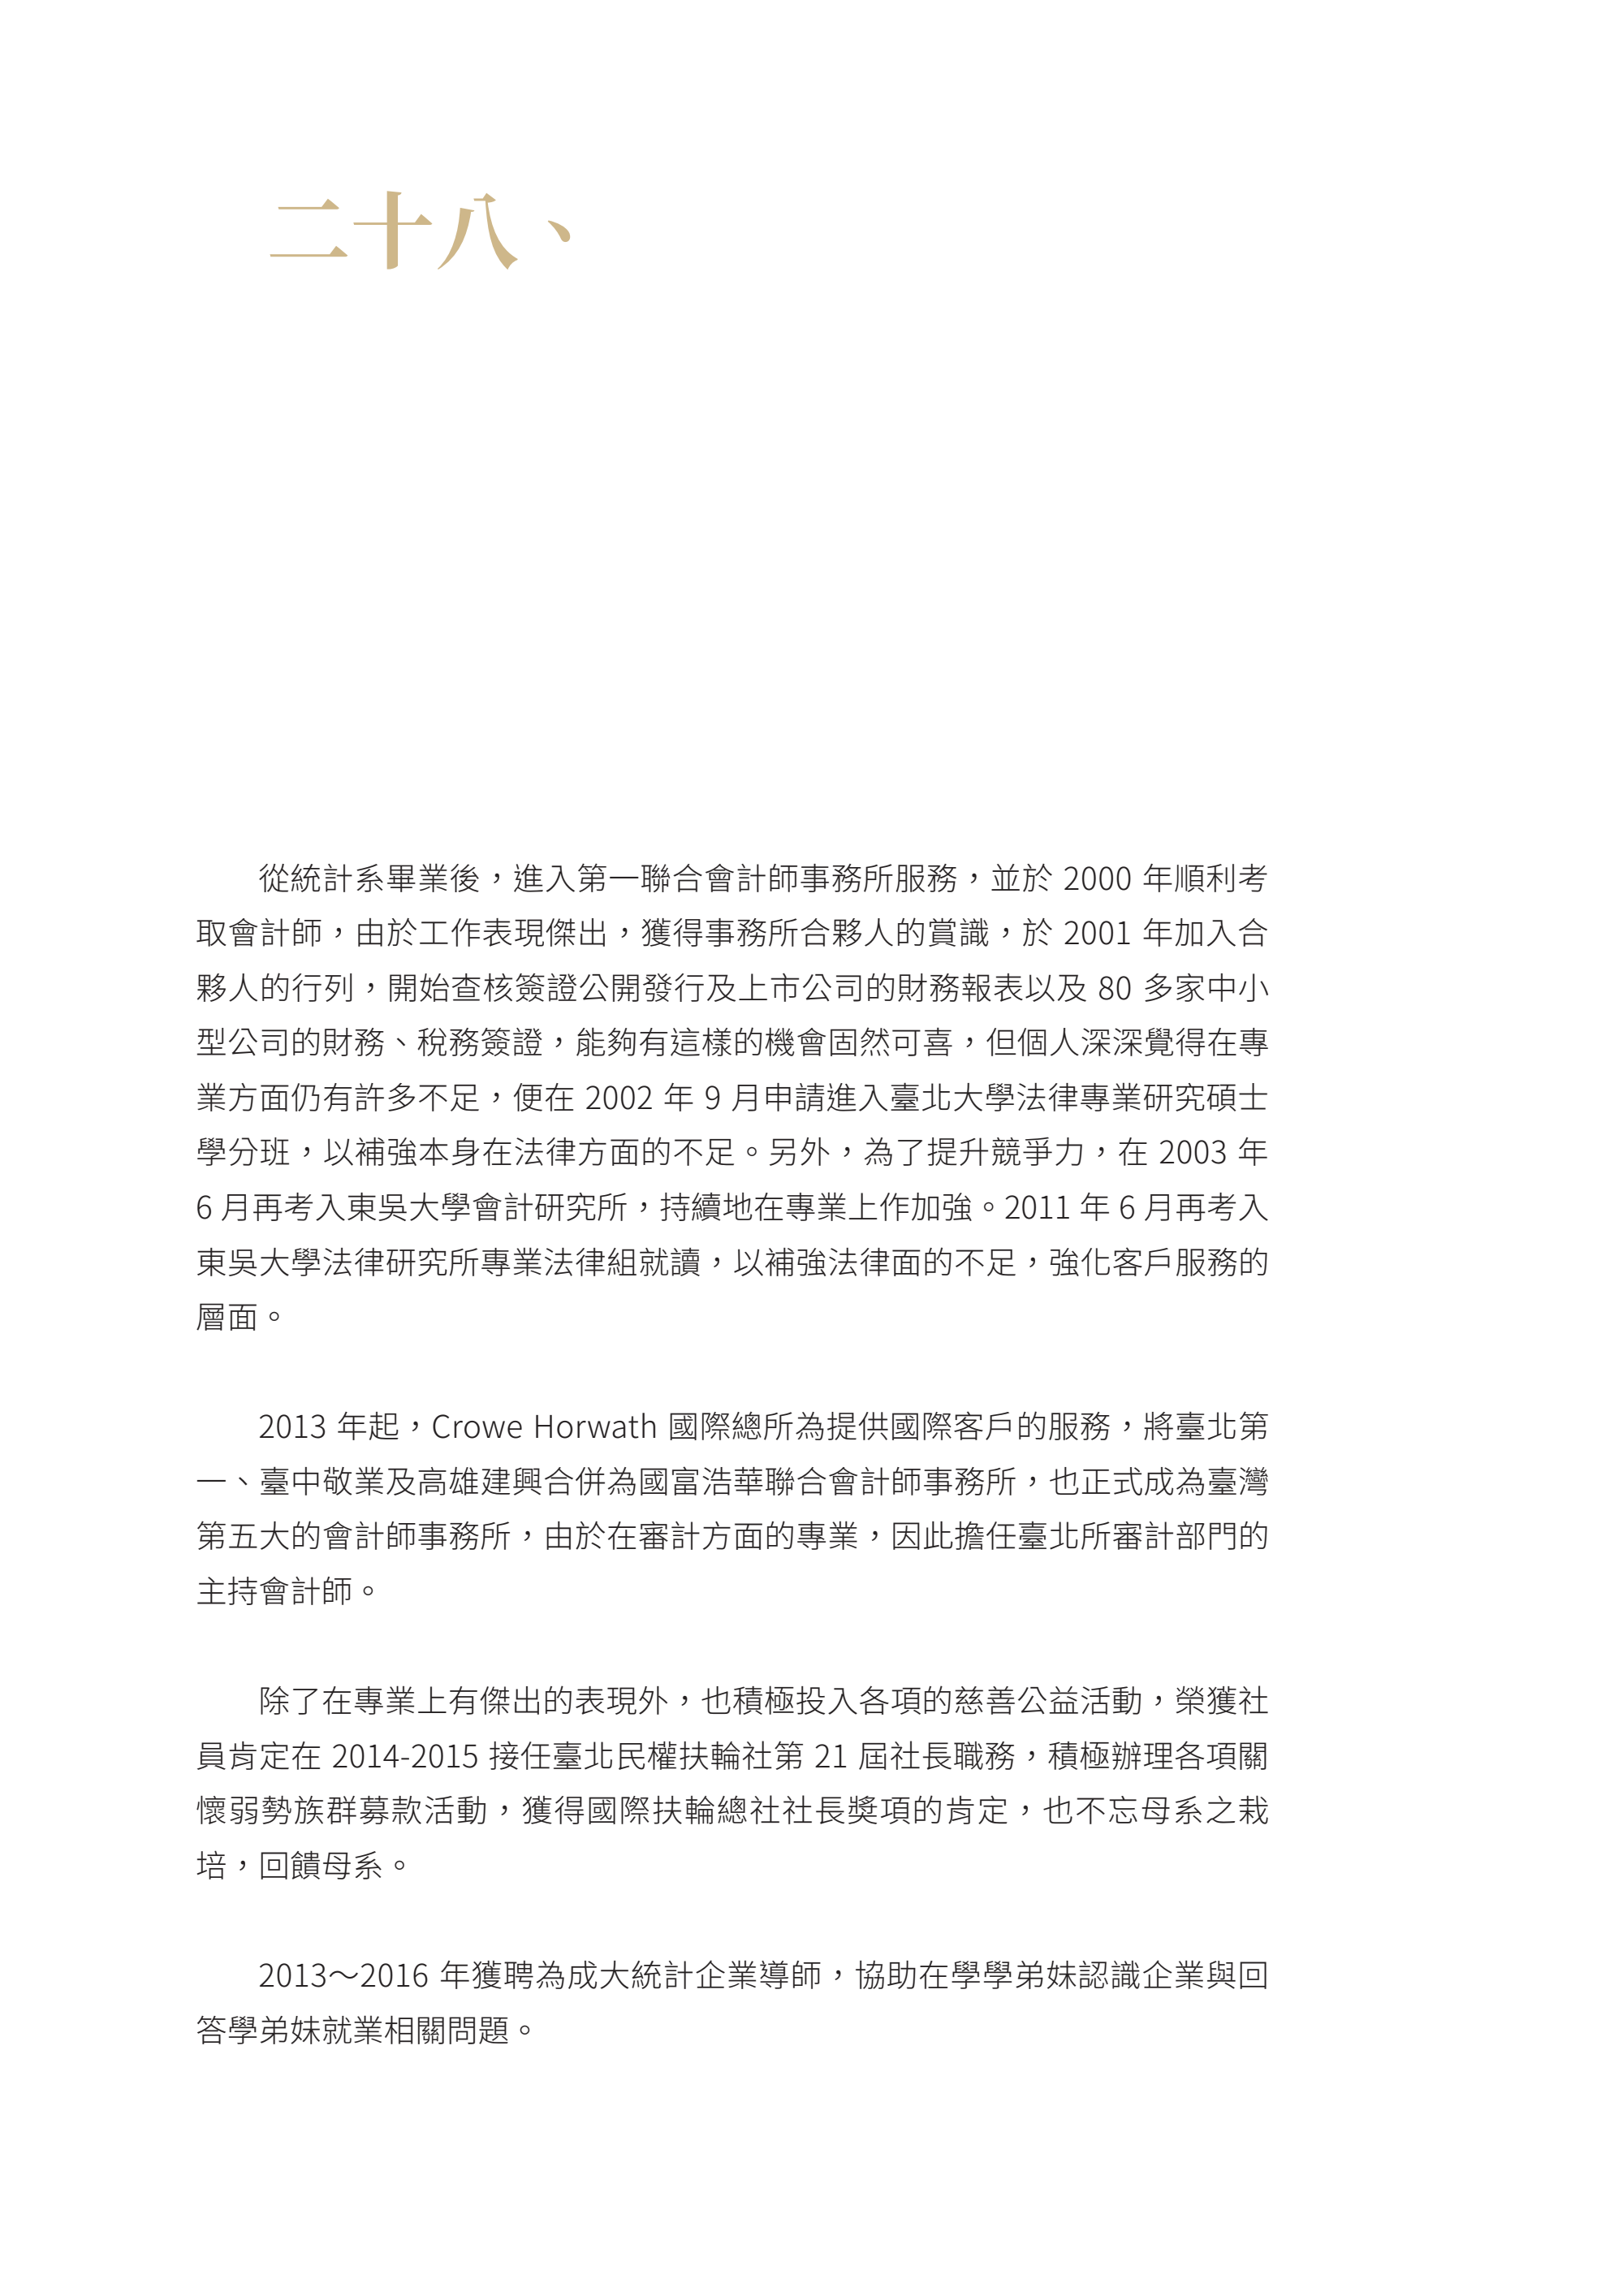 二十八、
從統計系畢業後，進入第一聯合會計師事務所服務，並於 2000 年順利考
取會計師，由於工作表現傑出，獲得事務所合夥人的賞識，於 2001 年加入合
夥人的行列，開始查核簽證公開發行及上市公司的財務報表以及 80 多家中小
型公司的財務、稅務簽證，能夠有這樣的機會固然可喜，但個人深深覺得在專
業方面仍有許多不足，便在 2002 年 9 月申請進入臺北大學法律專業研究碩士
學分班，以補強本身在法律方面的不足。另外，為了提升競爭力，在 2003 年
6 月再考入東吳大學會計研究所，持續地在專業上作加強。2011 年 6 月再考入
東吳大學法律研究所專業法律組就讀，以補強法律面的不足，強化客戶服務的
層面。
2013 年起，Crowe Horwath 國際總所為提供國際客戶的服務，將臺北第
一、臺中敬業及高雄建興合併為國富浩華聯合會計師事務所，也正式成為臺灣
第五大的會計師事務所，由於在審計方面的專業，因此擔任臺北所審計部門的
主持會計師。
除了在專業上有傑出的表現外，也積極投入各項的慈善公益活動，榮獲社
員肯定在 2014-2015 接任臺北民權扶輪社第 21 屆社長職務，積極辦理各項關
懷弱勢族群募款活動，獲得國際扶輪總社社長獎項的肯定，也不忘母系之栽
培，回饋母系。
2013～2016 年獲聘為成大統計企業導師，協助在學學弟妹認識企業與回
答學弟妹就業相關問題。